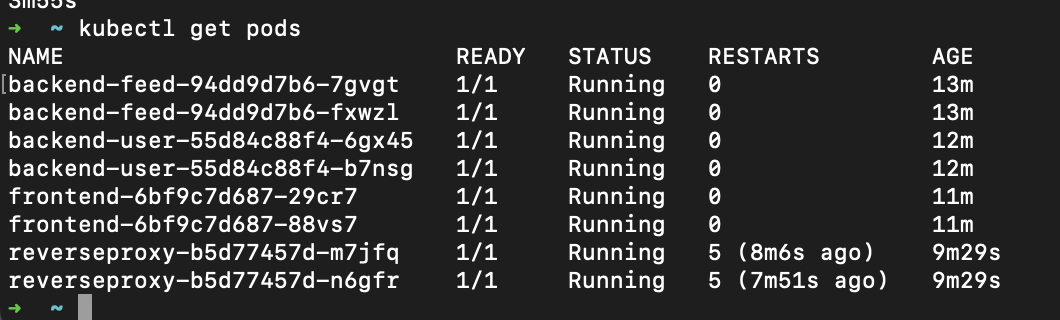 3m55s
➜  ~ kubectl get pods
NAME                            READY   STATUS    RESTARTS        AGE
backend-feed-94dd9d7b6-7gvgt    1/1     Running   0               13m
backend-feed-94dd9d7b6-fxwzl    1/1     Running   0               13m
backend-user-55d84c88f4-6gx45   1/1     Running   0               12m
backend-user-55d84c88f4-b7nsg   1/1     Running   0               12m
frontend-6bf9c7d687-29cr7       1/1     Running   0               11m
frontend-6bf9c7d687-88vs7       1/1     Running   0               11m
reverseproxy-b5d77457d-m7jfq    1/1     Running   5 (8m6s ago)    9m29s
reverseproxy-b5d77457d-n6gfr    1/1     Running   5 (7m51s ago)   9m29s
➜  ~